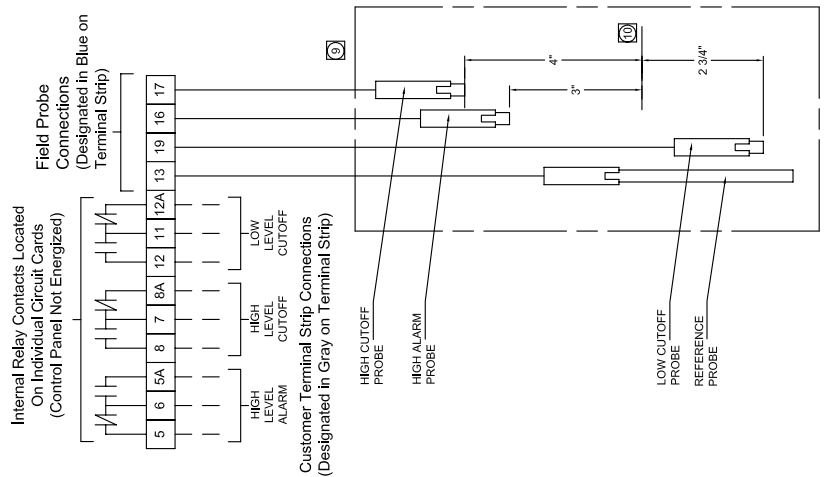 Internal Relay Contacts Located
On Individual Circuit Cards
(Control Panel Not Energized)
Field Probe
Connections
(Designated in Blue on
Terminal Strip)
5
6
5A
8
7
8A
12
11
12A
13
19
16
17
HIGH
LEVEL
ALARM
HIGH
LEVEL
CUTOFF
LOW
LEVEL
CUTOFF
Customer Terminal Strip Connections
(Designated in Gray on Terminal Strip)
9
10
4"
3"
2 3/4"
HIGH CUTOFF
PROBE
HIGH ALARM
PROBE
LOW CUTOFF
PROBE
REFERENCE
PROBE